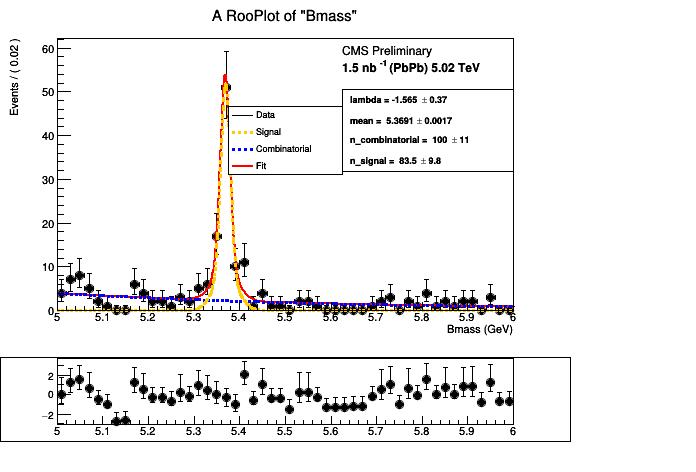 A RooPlot of "Bmass"
Events / ( 0.02 )
60
50
40
30
20
10
0
CMS Preliminary
1.5 nb -1 (PbPb) 5.02 TeV
lambda = -1.565 ± 0.37
mean = 5.3691 ± 0.0017
n_combinatorial = 100 ± 11
n_signal = 83.5 ± 9.8
Data
Signal
Combinatorial
Fit
5 5.1 5.2 5.3 5.4 5.5 5.6 5.7 5.8 5.9 6
Bmass (GeV)
2
0
−2
5 5.1 5.2 5.3 5.4 5.5 5.6 5.7 5.8 5.9 6